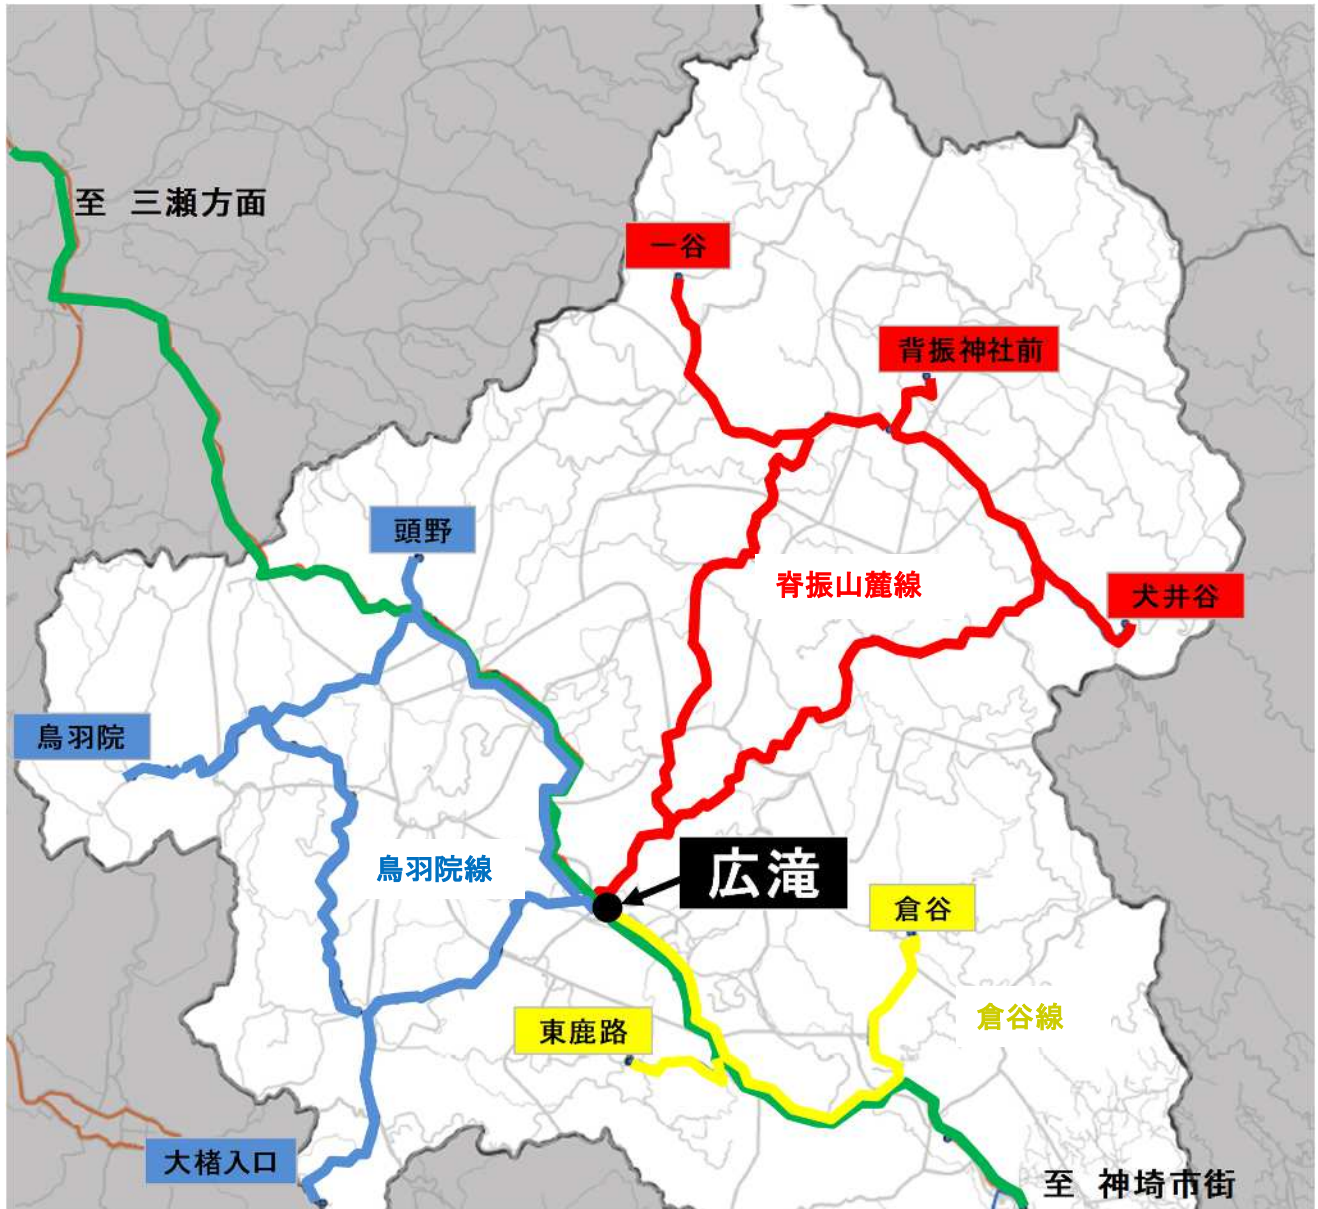 至 三瀬方面
一谷
背振神社前
頭野
脊振山麓線
犬井谷
鳥羽院
鳥羽院線
広滝
倉谷
倉谷線
東鹿路
大楮入口
至 神埼市街